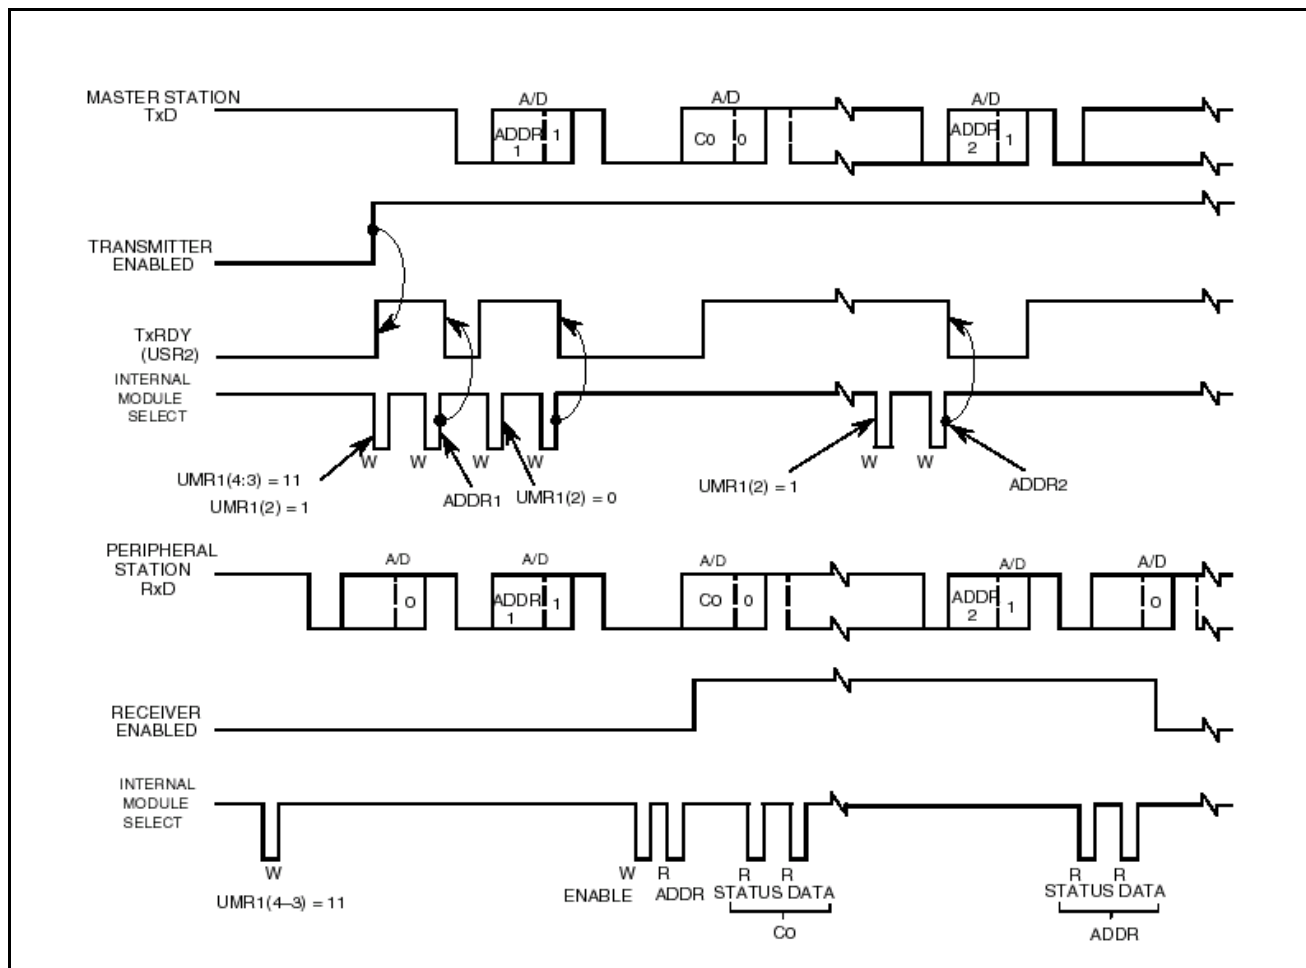 MASTER STATION
TxD
A/D
A/D
A/D
ADDR
1
1
C0
0
ADDR
2
1
TRANSMITTER
ENABLED
TxRDY
(USR2)
INTERNAL
MODULE
SELECT
W
W
W
W
W
W
UMR1(4:3) = 11
UMR1(2) = 1
ADDR1
UMR1(2) = 0
UMR1(2) = 1
ADDR2
PERIPHERAL
STATION
RxD
A/D
A/D
A/D
A/D
A/D
0
ADDR
1
1
C0
0
ADDR
2
1
0
RECEIVER
ENABLED
INTERNAL
MODULE
SELECT
W
W
R
R
R
R
R
UMR1(4–3) = 11
ENABLE
ADDR
STATUS DATA
STATUS DATA
C0
ADDR